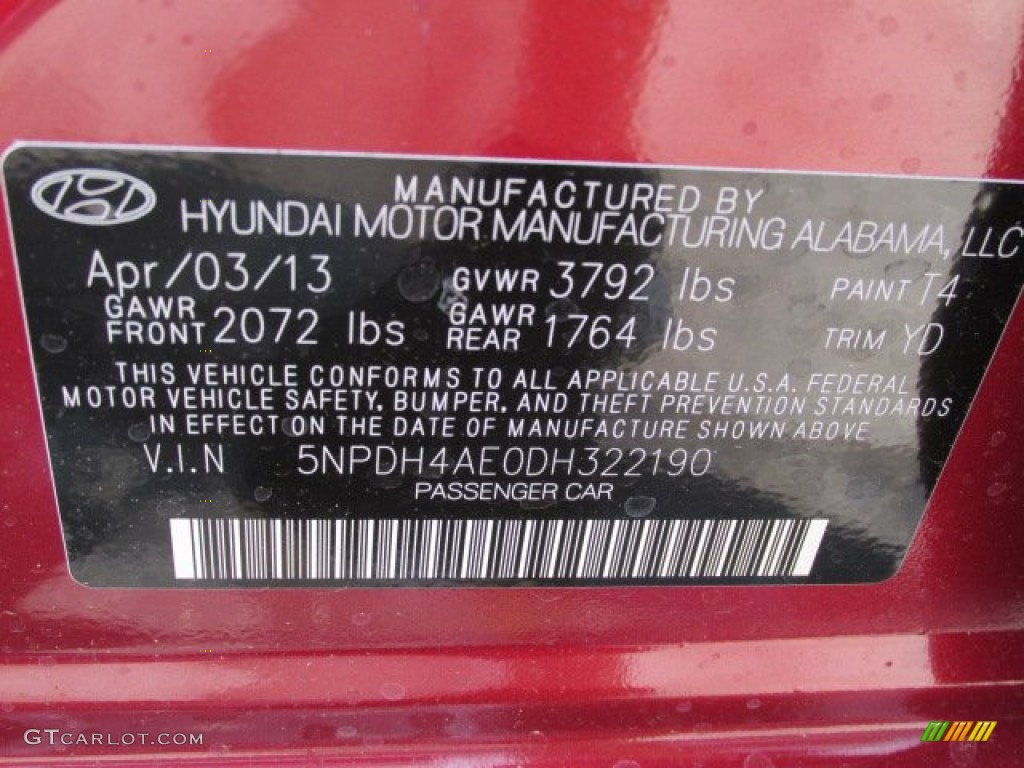 MANUFACTURED BY
HYUNDAI MOTOR MANUFACTURING ALABAMA, LLC
Apr/03/13 GVWR 3792 lbs PAINT T4
GAWR FRONT 2072 lbs GAWR REAR 1764 lbs TRIM YD
THIS VEHICLE CONFORMS TO ALL APPLICABLE U.S.A. FEDERAL
MOTOR VEHICLE SAFETY, BUMPER, AND THEFT PREVENTION STANDARDS
IN EFFECT ON THE DATE OF MANUFACTURE SHOWN ABOVE
V.I.N 5NPDH4AE0DH322190
PASSENGER CAR
GTCARLOT.COM